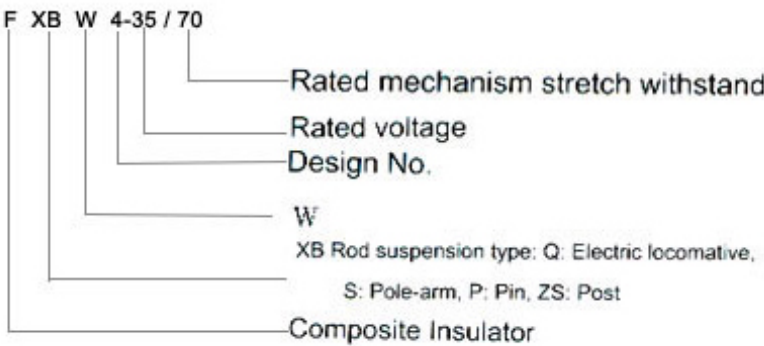 F XB W 4-35 / 70
Rated mechanism stretch withstand
Rated voltage
Design No.
W
XB Rod suspension type: Q: Electric locomative,
S: Pole-arm, P: Pin, ZS: Post
Composite Insulator